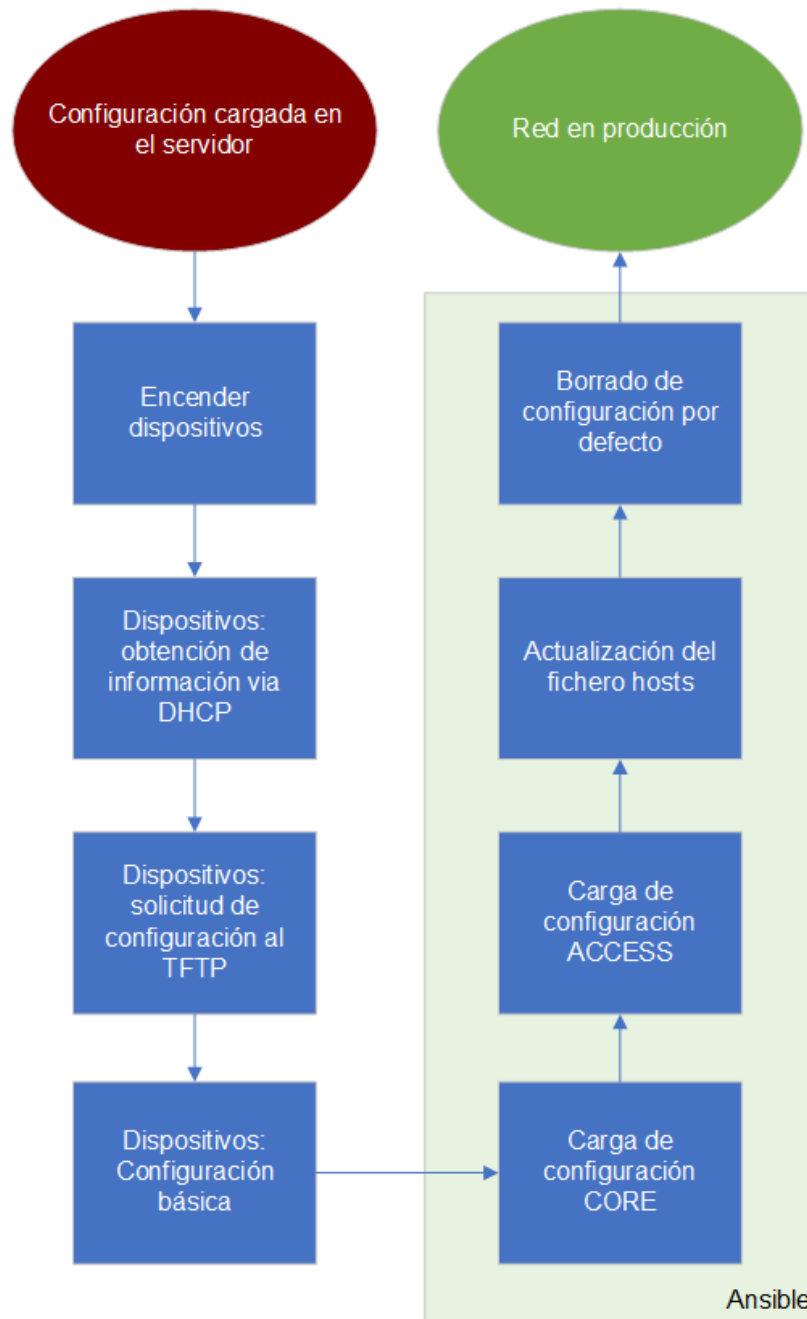 Configuración cargada en
el servidor
Encender
dispositivos
Dispositivos:
obtención de
información via
DHCP
Dispositivos:
solicitud de
configuración al
TFTP
Dispositivos:
Configuración
básica
Carga de
configuración
CORE
Carga de
configuración
ACCESS
Actualización del
fichero hosts
Borrado de
configuración por
defecto
Red en producción
Ansible